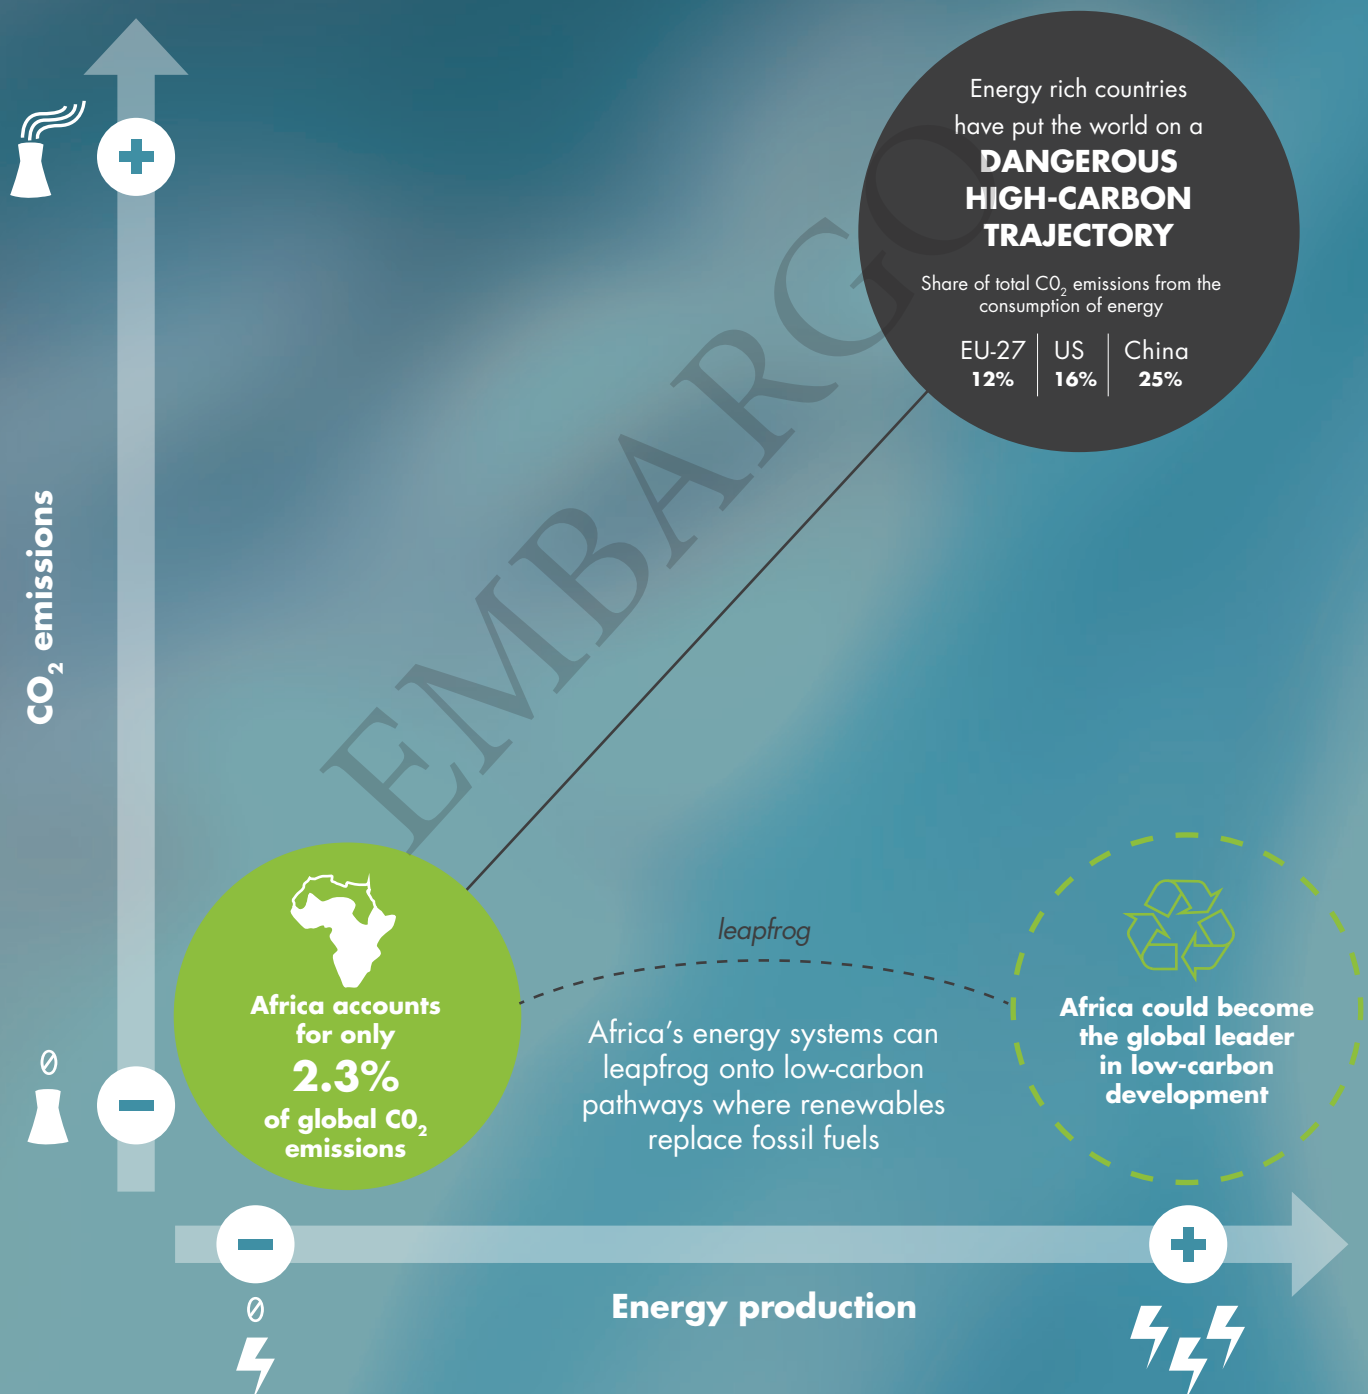 Energy rich countries
have put the world on a
DANGEROUS
HIGH-CARBON
TRAJECTORY
Share of total C0₂ emissions from the
consumption of energy
EU-27 US China
12% 16% 25%
EMBARGO
CO₂ emissions
leapfrog
Africa accounts
for only
2.3%
of global C0₂
emissions
Africa's energy systems can
leapfrog onto low-carbon
pathways where renewables
replace fossil fuels
Africa could become
the global leader
in low-carbon
development
0
0
Energy production